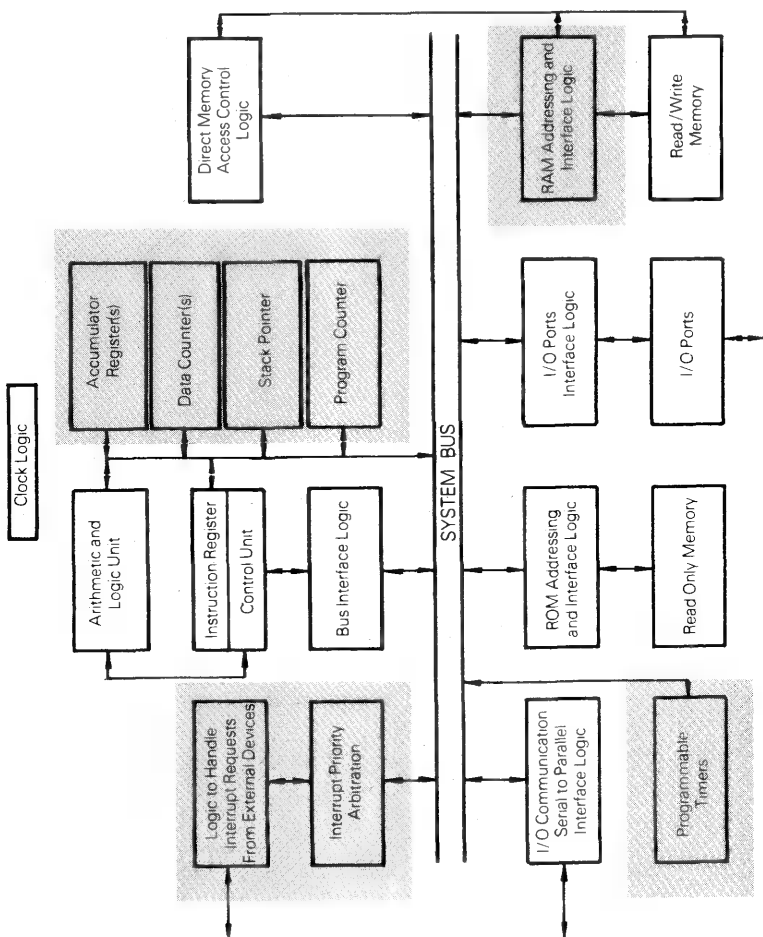 Clock Logic
Arithmetic and
Logic Unit
Accumulator
Register(s)
Data Counter(s)
Stack Pointer
Program Counter
Instruction Register
Control Unit
Bus Interface Logic
Logic to Handle
Interrupt Requests
From External Devices
Interrupt Priority
Arbitration
Direct Memory
Access Control
Logic
SYSTEM BUS
I/O Communication
Serial to Parallel
Interface Logic
Programmable
Timers
ROM Addressing
and Interface Logic
Read Only Memory
I/O Ports
Interface Logic
I/O Ports
RAM Addressing and
Interface Logic
Read/Write
Memory